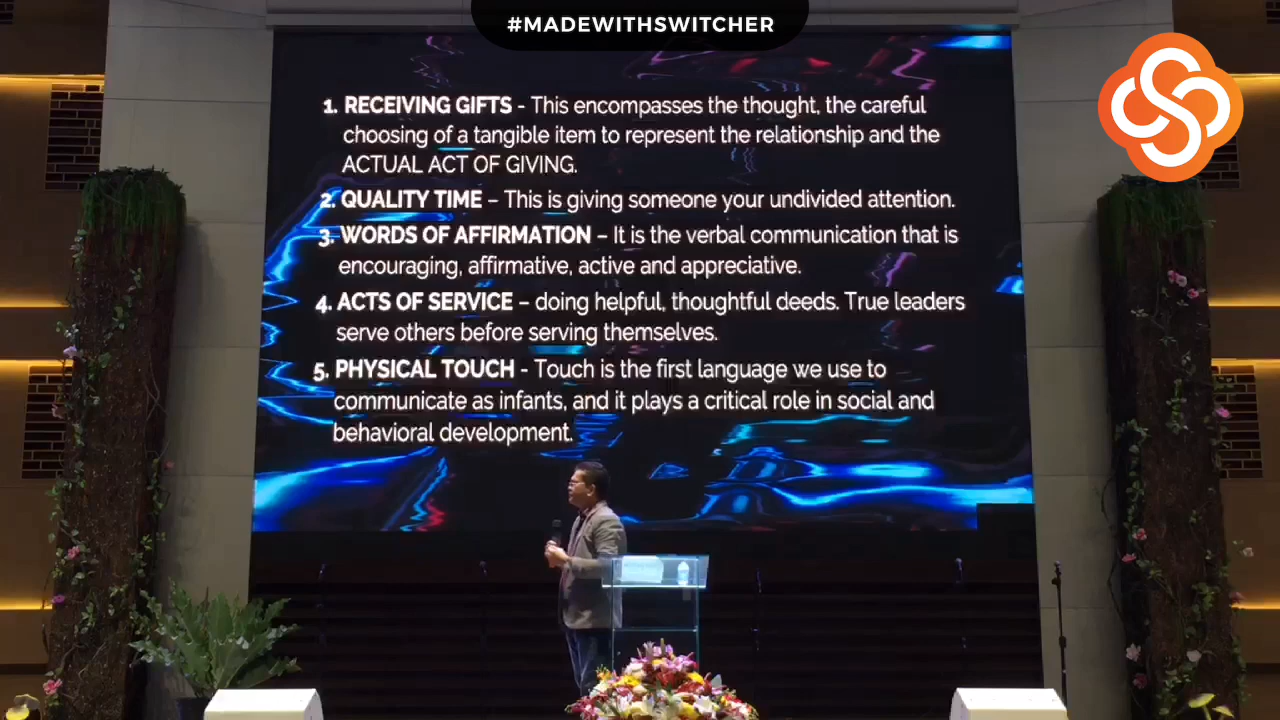 #MADEWITHSWITCHER
1. RECEIVING GIFTS - This encompasses the thought, the careful
choosing of a tangible item to represent the relationship and the
ACTUAL ACT OF GIVING.
2. QUALITY TIME – This is giving someone your undivided attention.
3. WORDS OF AFFIRMATION – It is the verbal communication that is
encouraging, affirmative, active and appreciative.
4. ACTS OF SERVICE – doing helpful, thoughtful deeds. True leaders
serve others before serving themselves.
5. PHYSICAL TOUCH - Touch is the first language we use to
communicate as infants, and it plays a critical role in social and
behavioral development.